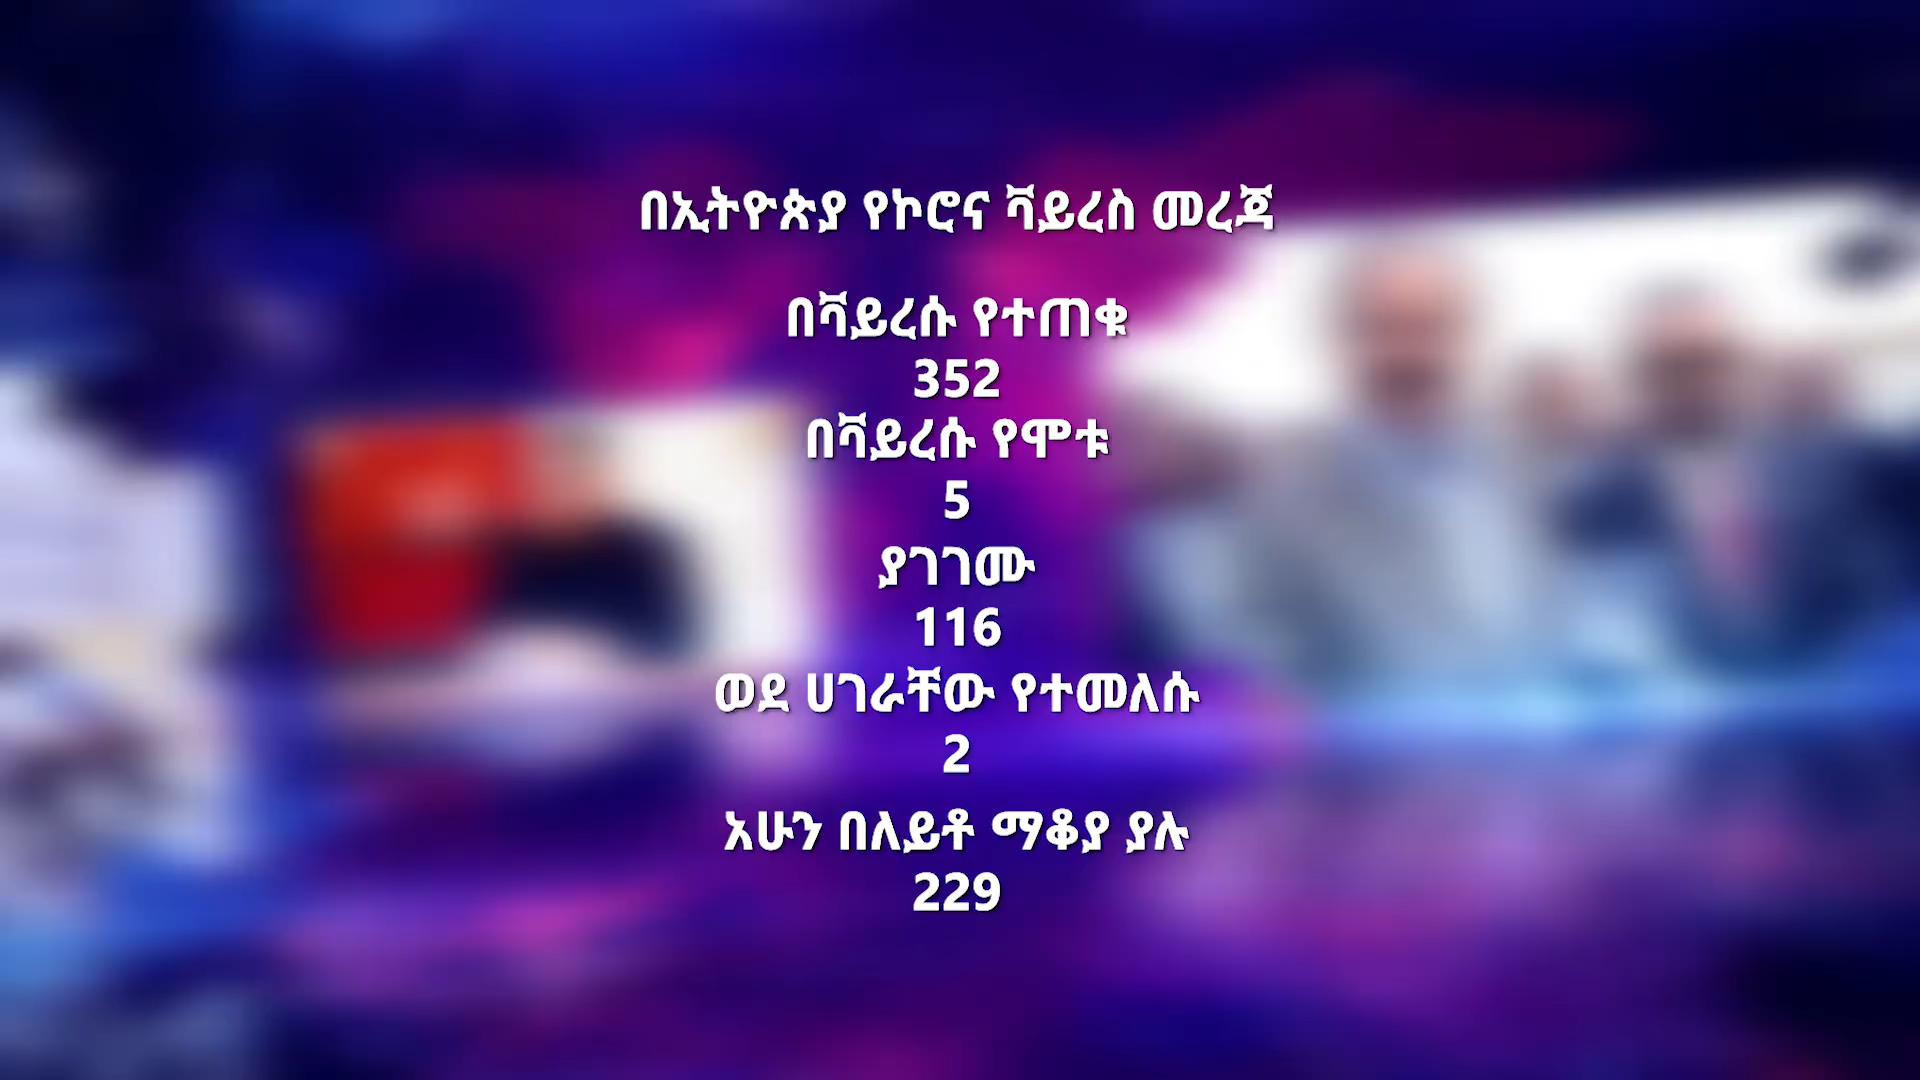 በኢትዮጵያ የኮሮና ቫይረስ መረጃ
በቫይረሱ የተጠቁ
352
በቫይረሱ የሞቱ
5
ያገገሙ
116
ወደ ሀገራቸው የተመለሱ
2
አሁን በለይቶ ማቆያ ያሉ
229